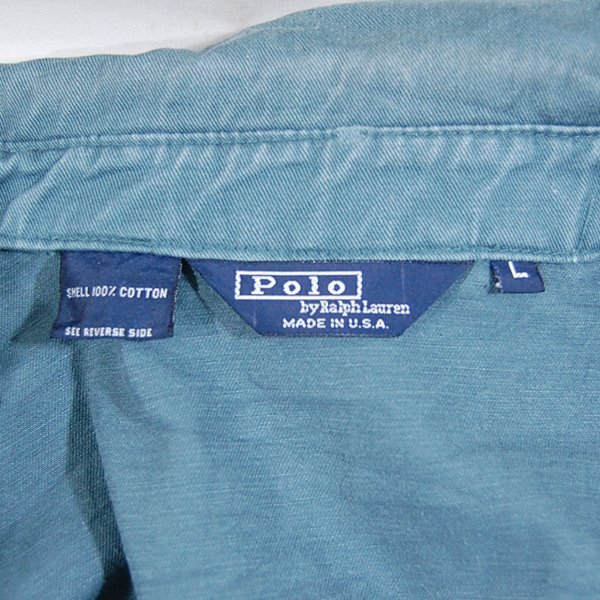 SHELL 100% COTTON
SEE REVERSE SIDE
Polo
by Ralph Lauren
MADE IN U.S.A.
L